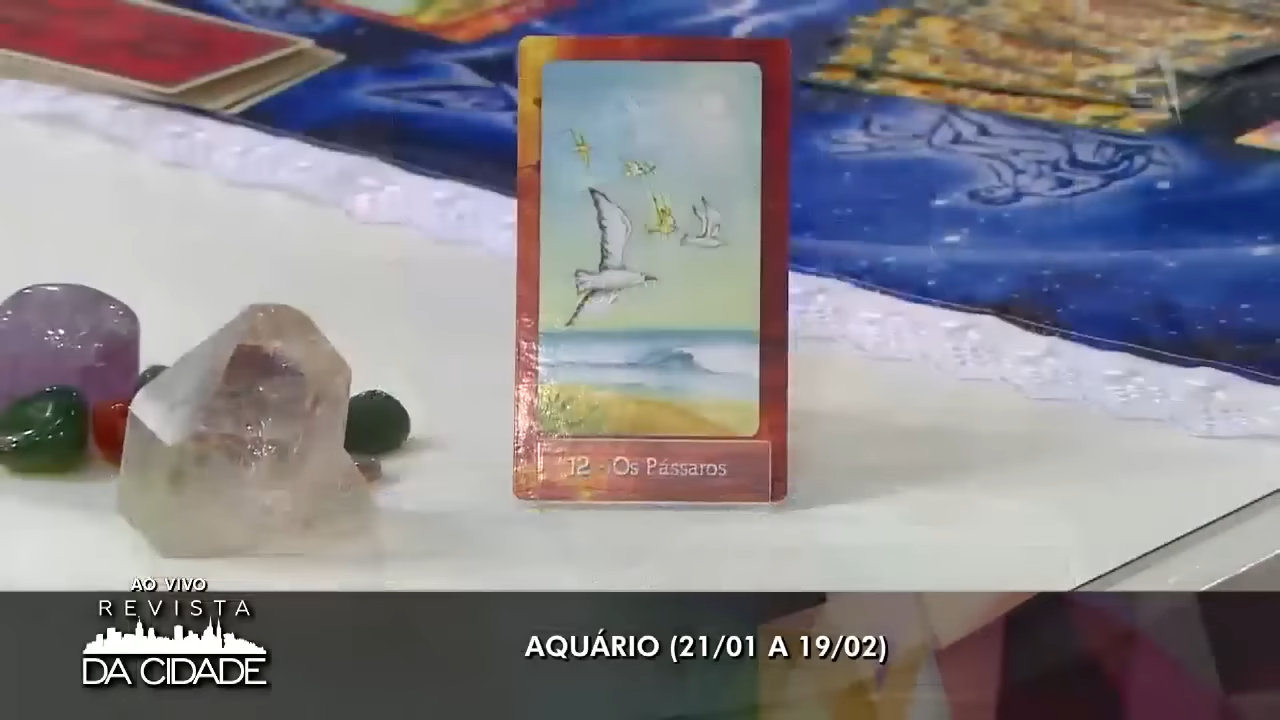 12 - Os Pássaros
AO VIVO
REVISTA
DA CIDADE
AQUÁRIO (21/01 A 19/02)